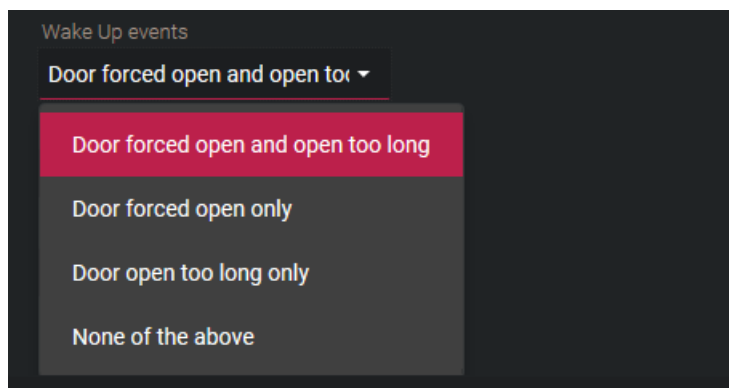 Wake Up events
Door forced open and open too
Door forced open and open too long
Door forced open only
Door open too long only
None of the above